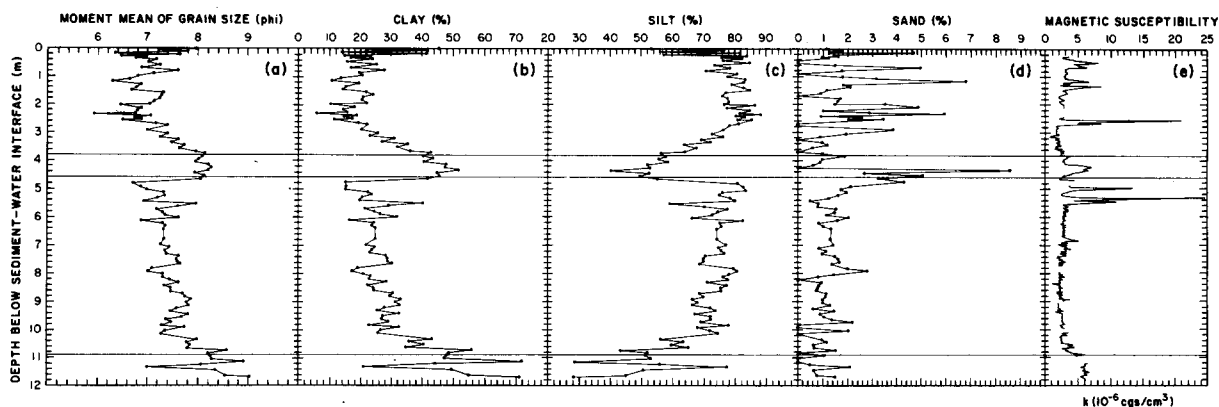 MOMENT MEAN OF GRAIN SIZE (phi) CLAY (%) SILT (%) SAND (%) MAGNETIC SUSCEPTIBILITY
6 7 8 9 0 10 20 30 40 50 60 70 20 30 40 50 60 70 80 90 0 1 2 3 4 5 6 7 8 9 0 5 10 15 20 25
(a) (b) (c) (d) (e)
DEPTH BELOW SEDIMENT-WATER INTERFACE (m)
0
1
2
3
4
5
6
7
8
9
10
11
12
k (10⁻⁶ cgs/cm³)